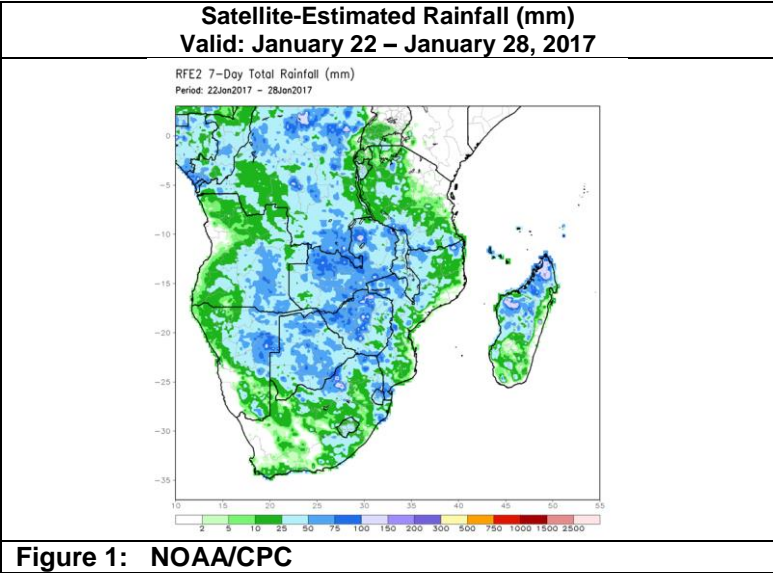 Satellite-Estimated Rainfall (mm)
Valid: January 22 – January 28, 2017
RFE2 7-Day Total Rainfall (mm)
Period: 22Jan2017 - 28Jan2017
0
-5
-10
-15
-20
-25
-30
-35
10 15 20 25 30 35 40 45 50 55
2 5 10 25 50 75 100 150 200 300 500 750 1000 1500 2500
Figure 1: NOAA/CPC